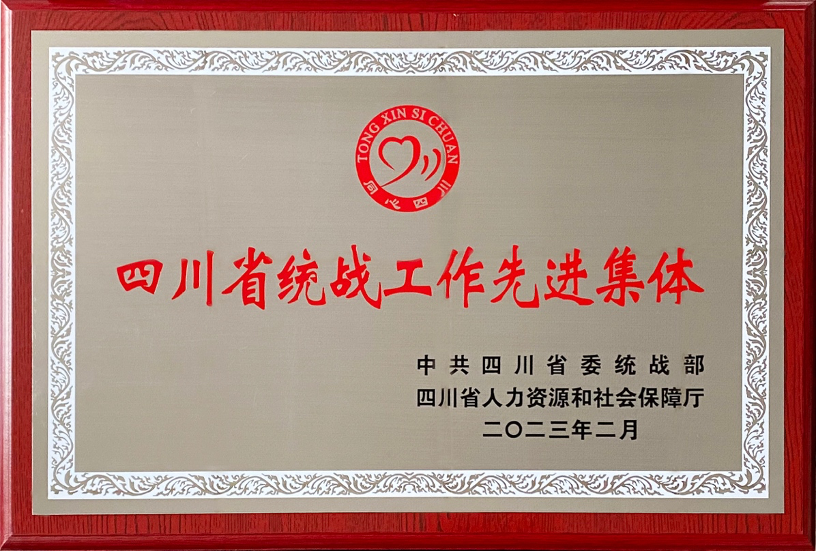 TONG XIN SI CHUAN
同心四川
四川省统战工作先进集体
中共四川省委统战部
四川省人力资源和社会保障厅
二〇二三年二月